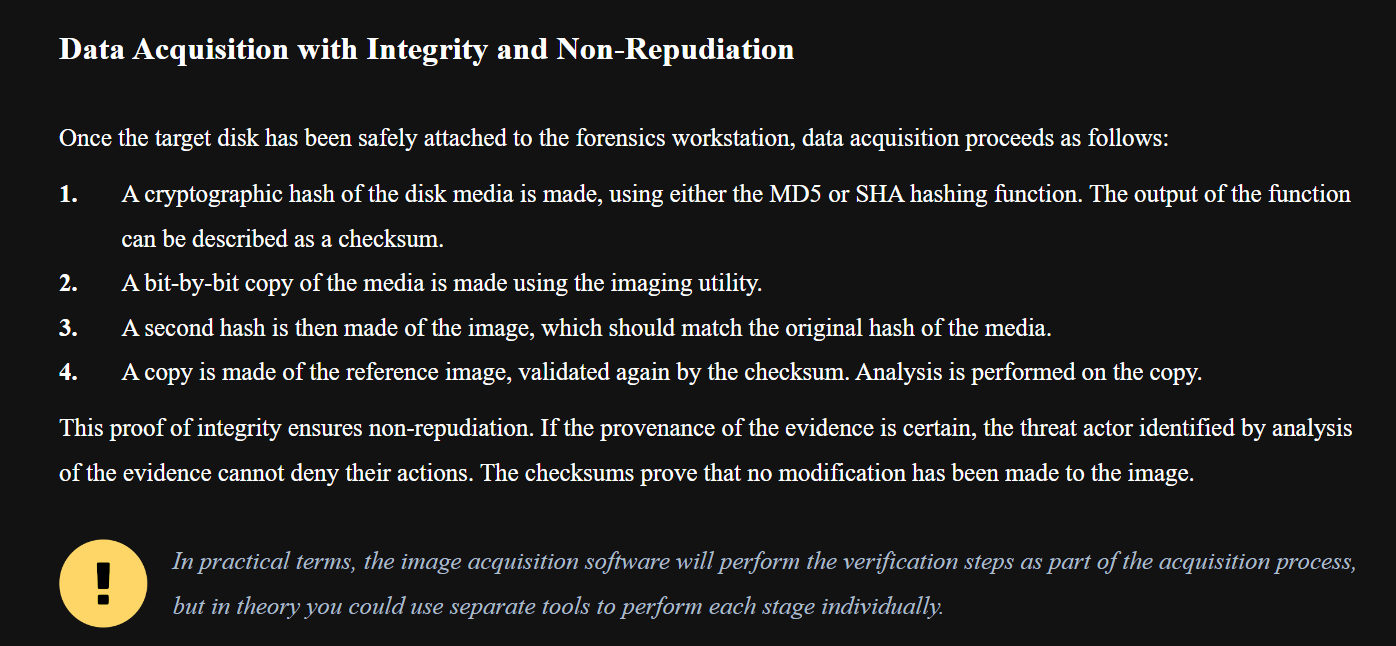 Data Acquisition with Integrity and Non-Repudiation
Once the target disk has been safely attached to the forensics workstation, data acquisition proceeds as follows:
1. A cryptographic hash of the disk media is made, using either the MD5 or SHA hashing function. The output of the function
can be described as a checksum.
2. A bit-by-bit copy of the media is made using the imaging utility.
3. A second hash is then made of the image, which should match the original hash of the media.
4. A copy is made of the reference image, validated again by the checksum. Analysis is performed on the copy.
This proof of integrity ensures non-repudiation. If the provenance of the evidence is certain, the threat actor identified by analysis
of the evidence cannot deny their actions. The checksums prove that no modification has been made to the image.
!
In practical terms, the image acquisition software will perform the verification steps as part of the acquisition process,
but in theory you could use separate tools to perform each stage individually.